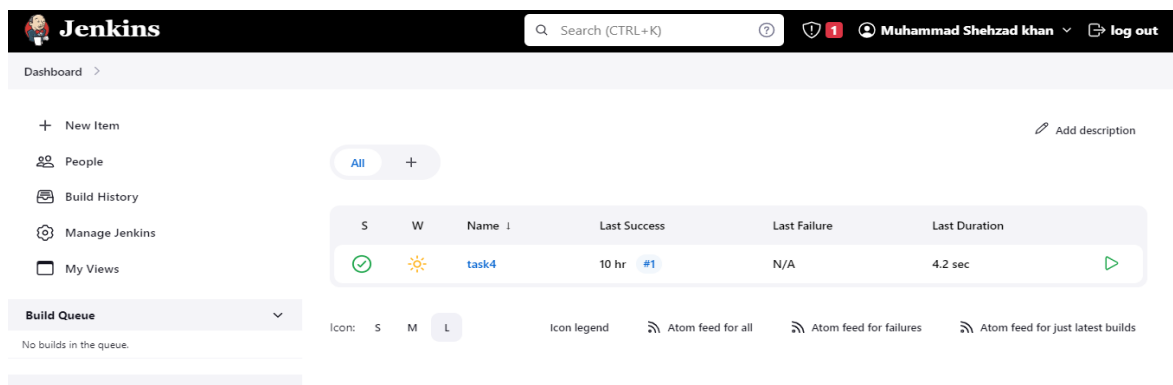 Jenkins
Search (CTRL+K)
?
1
Muhammad Shehzad khan
log out
Dashboard >
New Item
People
Build History
Manage Jenkins
My Views
Build Queue
No builds in the queue.
Add description
All +
S W Name ↓ Last Success Last Failure Last Duration
task4 10 hr #1 N/A 4.2 sec
Icon: S M L Icon legend Atom feed for all Atom feed for failures Atom feed for just latest builds